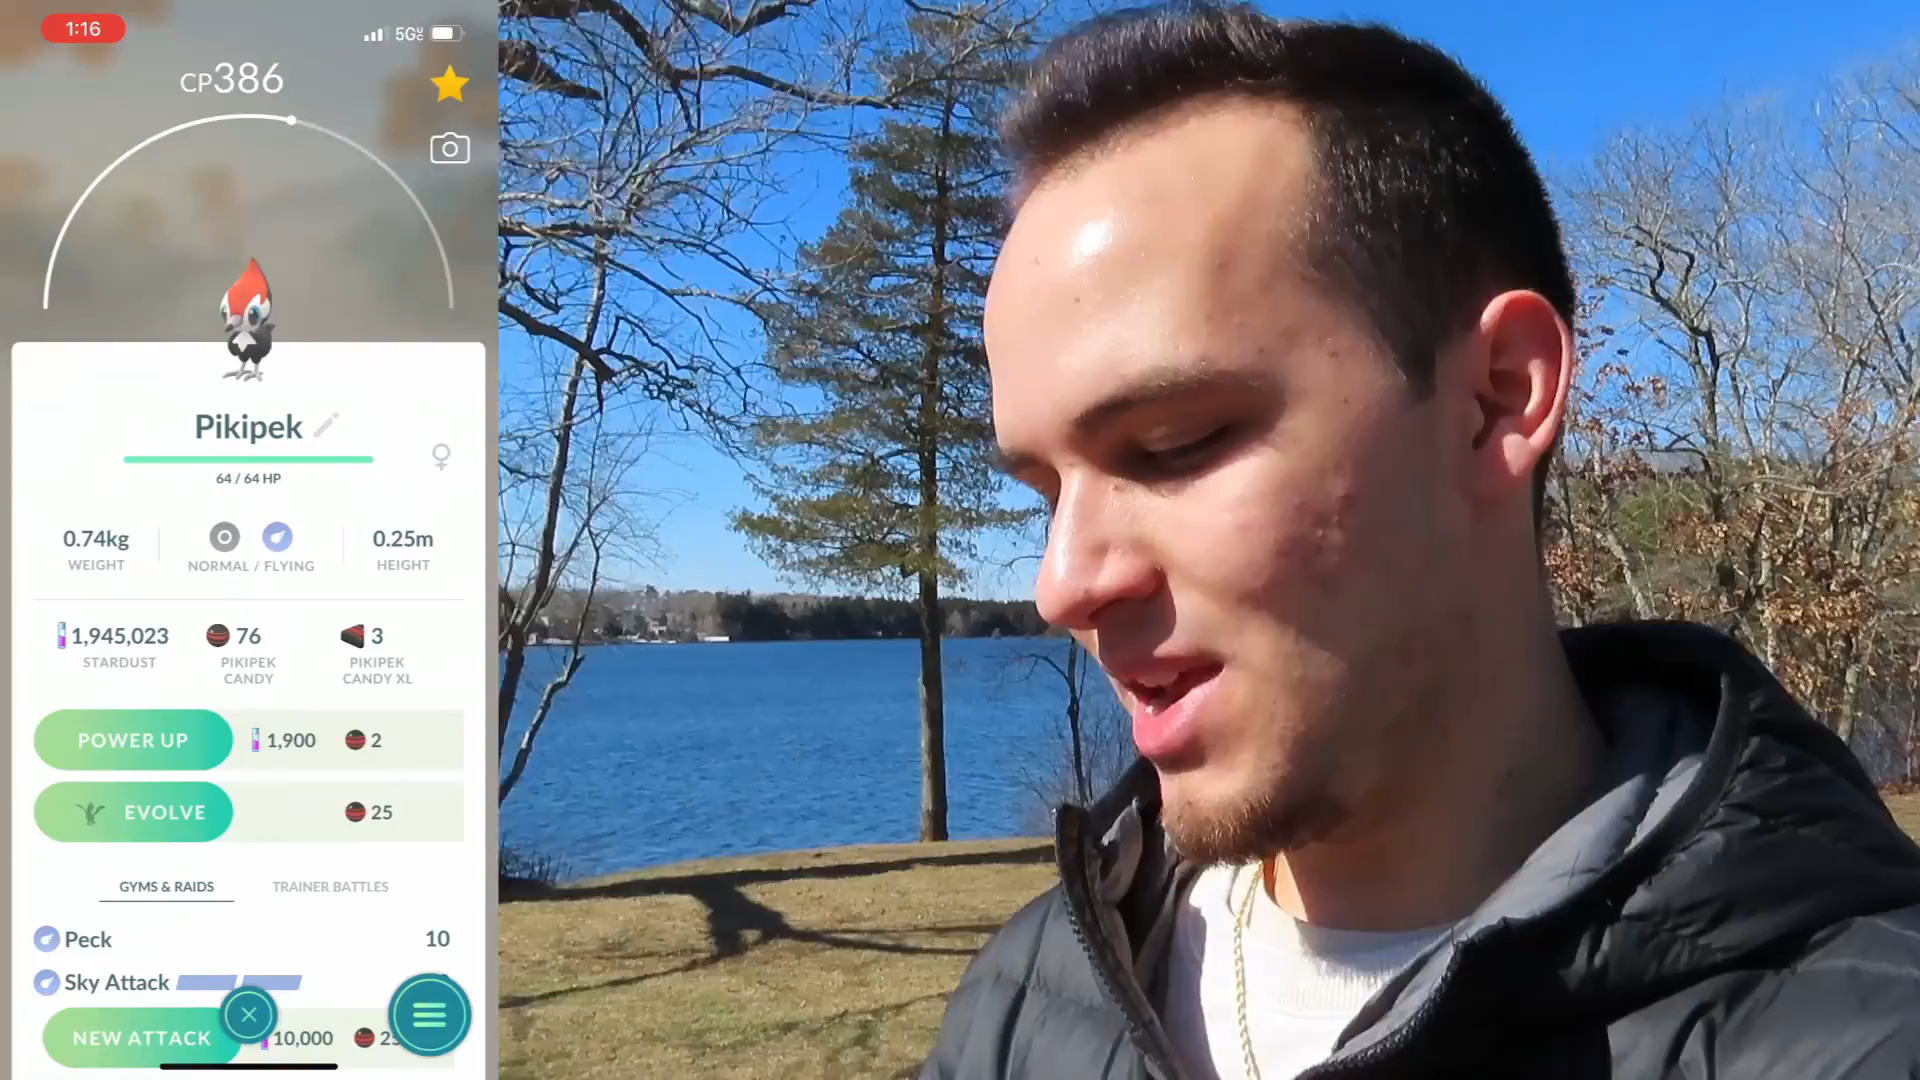 1:16
5G
CP386
Pikipek
64 / 64 HP
0.74kg
WEIGHT
NORMAL / FLYING
0.25m
HEIGHT
1,945,023
STARDUST
76
PIKIPEK
CANDY
3
PIKIPEK
CANDY XL
POWER UP
1,900
2
EVOLVE
25
GYMS & RAIDS
TRAINER BATTLES
Peck
10
Sky Attack
NEW ATTACK
10,000